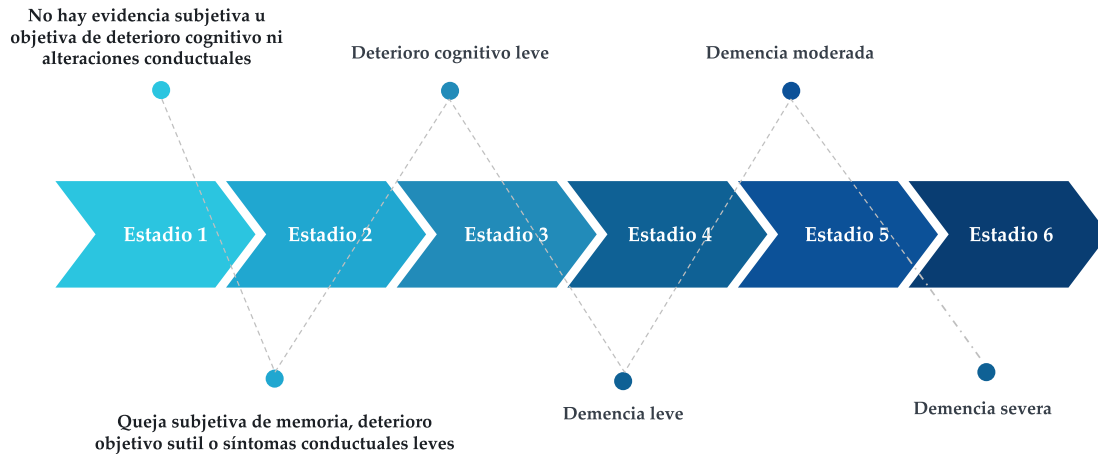 No hay evidencia subjetiva u
objetiva de deterioro cognitivo ni
alteraciones conductuales
Deterioro cognitivo leve
Demencia moderada
Estadio 1
Estadio 2
Estadio 3
Estadio 4
Estadio 5
Estadio 6
Queja subjetiva de memoria, deterioro
objetivo sutil o síntomas conductuales leves
Demencia leve
Demencia severa